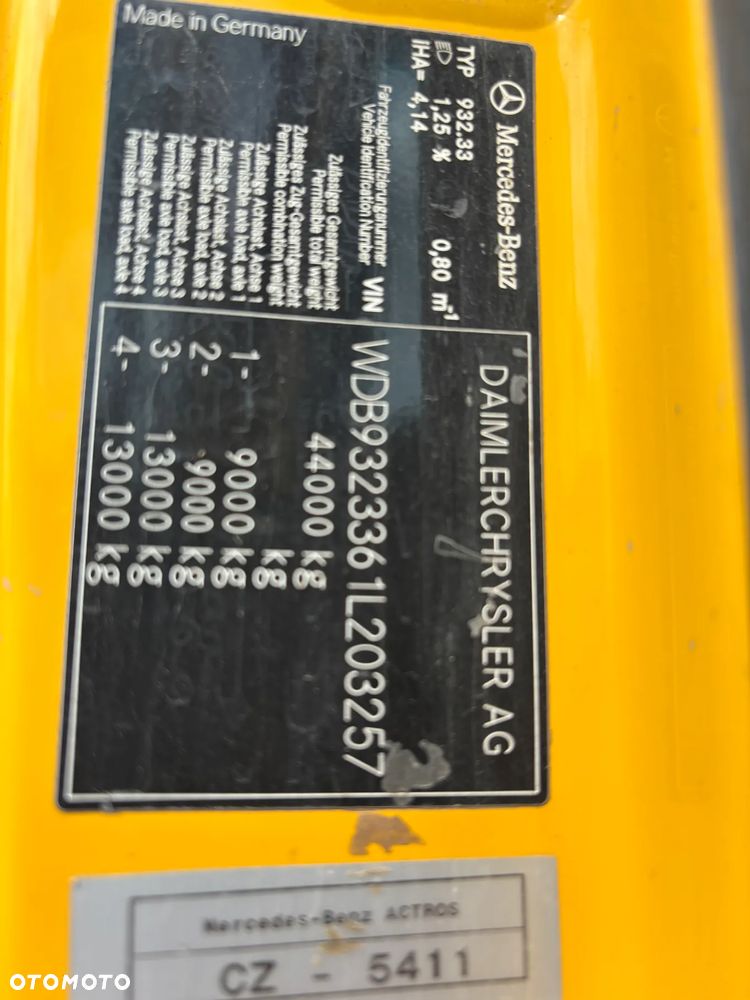 Mercedes-Benz
DAIMLERCHRYSLER AG
TYP 932.33
1,25 % 0,80 m-1
IHA= 4,14
Fahrzeugidentifizierungsnummer
Vehicle Identification Number VIN WDB9323361L203257
Zulässiges Gesamtgewicht
Permissible total weight 44000 kg
Zulässiges Zug-Gesamtgewicht
Permissible combination weight kg
Zulässige Achslast, Achse 1
Permissible axle load, axle 1 1- 9000 kg
Zulässige Achslast, Achse 2
Permissible axle load, axle 2 2- 9000 kg
Zulässige Achslast, Achse 3
Permissible axle load, axle 3 3- 13000 kg
Zulässige Achslast, Achse 4
Permissible axle load, axle 4 4- 13000 kg
Made in Germany
Mercedes-Benz ACTROS
CZ - 5411
OTOMOTO